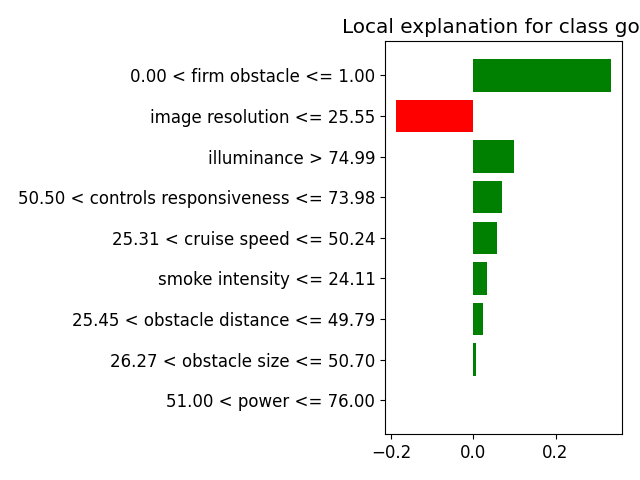 Local explanation for class go
0.00 < firm obstacle <= 1.00
image resolution <= 25.55
illuminance > 74.99
50.50 < controls responsiveness <= 73.98
25.31 < cruise speed <= 50.24
smoke intensity <= 24.11
25.45 < obstacle distance <= 49.79
26.27 < obstacle size <= 50.70
51.00 < power <= 76.00
−0.2 0.0 0.2